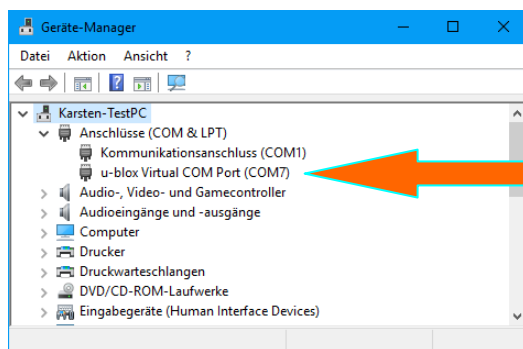 Geräte-Manager
Datei Aktion Ansicht ?
Karsten-TestPC
Anschlüsse (COM & LPT)
Kommunikationsanschluss (COM1)
u-blox Virtual COM Port (COM7)
Audio-, Video- und Gamecontroller
Audioeingänge und -ausgänge
Computer
Drucker
Druckwarteschlangen
DVD/CD-ROM-Laufwerke
Eingabegeräte (Human Interface Devices)